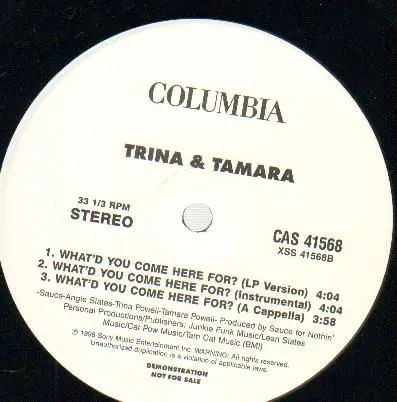 COLUMBIA
TRINA & TAMARA
33 1/3 RPM
STEREO
CAS 41568
XSS 41568B
1. WHAT'D YOU COME HERE FOR? (LP Version) 4:04
2. WHAT'D YOU COME HERE FOR? (Instrumental) 4:04
3. WHAT'D YOU COME HERE FOR? (A Cappella) 3:58
-Sauce-Angie Slates-Trina Powell-Tamara Powell- Produced by Sauce for Nothin'
Personal Productions/Publishers: Junkie Funk Music/Lean Slates
Music/Cat Pow Music/Tam Cat Music (BMI)
Sony Music Entertainment Inc. WARNING: All rights reserved.
Unauthorized duplication is a violation of applicable laws.
DEMONSTRATION
NOT FOR SALE